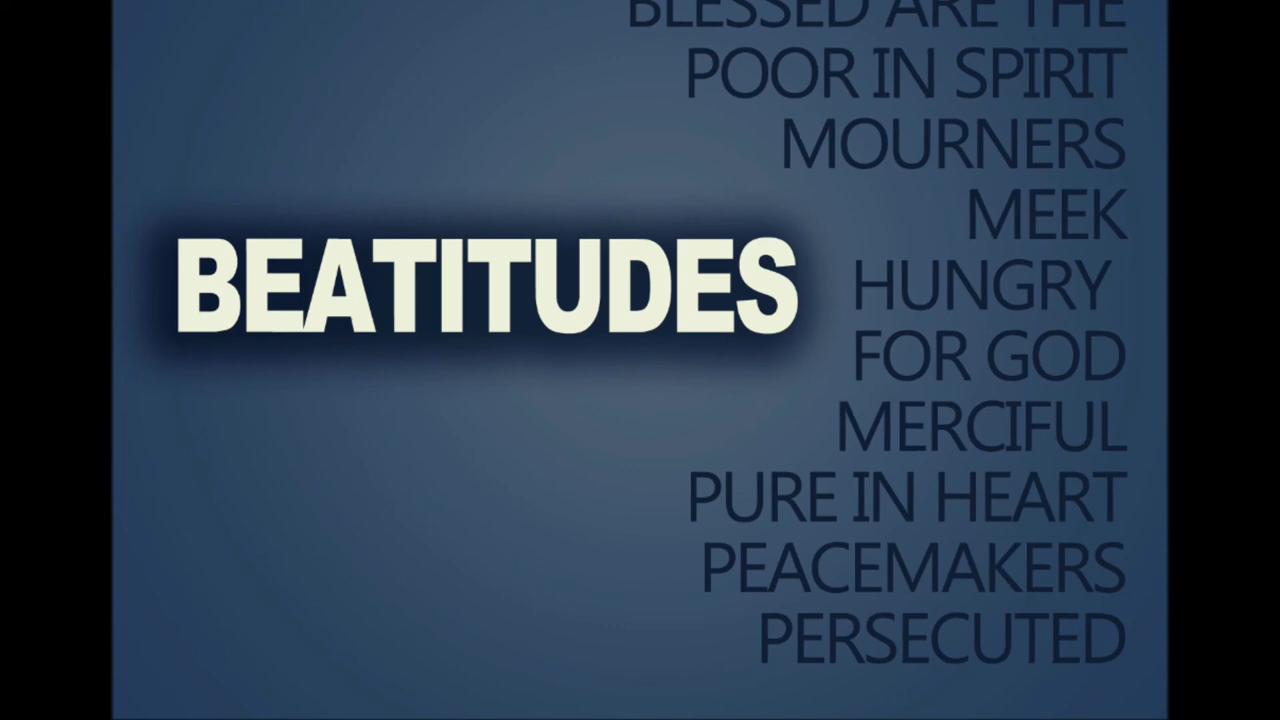 BLESSED ARE THE
POOR IN SPIRIT
MOURNERS
MEEK
BEATITUDES
HUNGRY
FOR GOD
MERCIFUL
PURE IN HEART
PEACEMAKERS
PERSECUTED